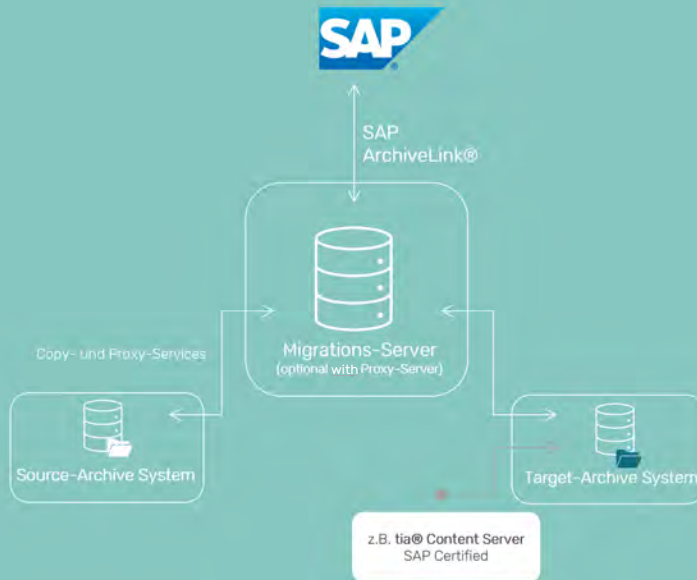 SAP
SAP
ArchiveLink®
Migrations-Server
(optional with Proxy-Server)
Copy- und Proxy-Services
Source-Archive System
Target-Archive System
z.B. tia® Content Server
SAP Certified